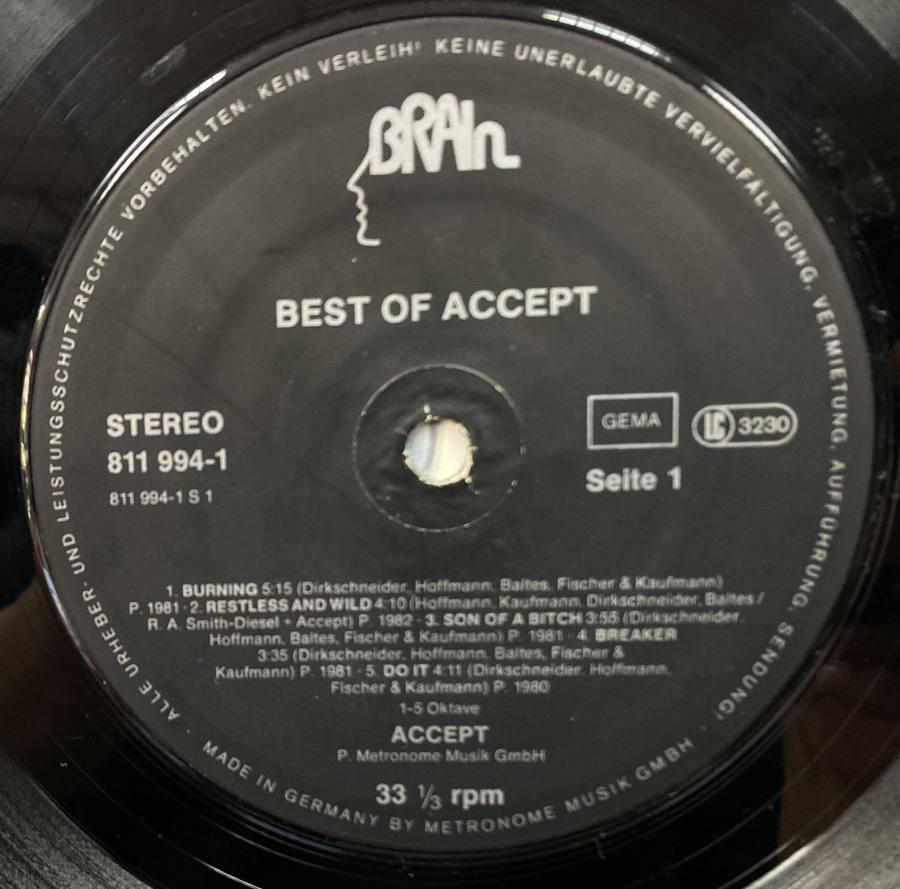 ALLE URHEBER- UND LEISTUNGSSCHUTZRECHTE VORBEHALTEN. KEIN VERLEIH! KEINE UNERLAUBTE VERVIELFÄLTIGUNG, VERMIETUNG, AUFFÜHRUNG, SENDUNG!
BRAIN
BEST OF ACCEPT
STEREO
811 994-1
811 994-1 S 1
GEMA
LC 3230
Seite 1
1. BURNING 5:15 (Dirkschneider, Hoffmann, Baltes, Fischer & Kaufmann)
P. 1981 · 2. RESTLESS AND WILD 4:10 (Hoffmann, Kaufmann, Dirkschneider, Baltes /
R. A. Smith-Diesel + Accept) P. 1982 · 3. SON OF A BITCH 3:55 (Dirkschneider,
Hoffmann, Baltes, Fischer & Kaufmann) P. 1981 · 4. BREAKER
3:35 (Dirkschneider, Hoffmann, Baltes, Fischer &
Kaufmann) P. 1981 · 5. DO IT 4:11 (Dirkschneider, Hoffmann,
Fischer & Kaufmann) P. 1980
1-5 Oktave
ACCEPT
P. Metronome Musik GmbH
33 1/3 rpm
· MADE IN GERMANY BY METRONOME MUSIK GMBH ·